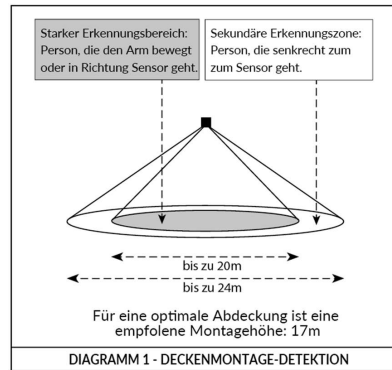 Starker Erkennungsbereich:
Person, die den Arm bewegt
oder in Richtung Sensor geht.
Sekundäre Erkennungszone:
Person, die senkrecht zum
zum Sensor geht.
bis zu 20m
bis zu 24m
Für eine optimale Abdeckung ist eine
empfolene Montagehöhe: 17m
DIAGRAMM 1 - DECKENMONTAGE-DETEKTION